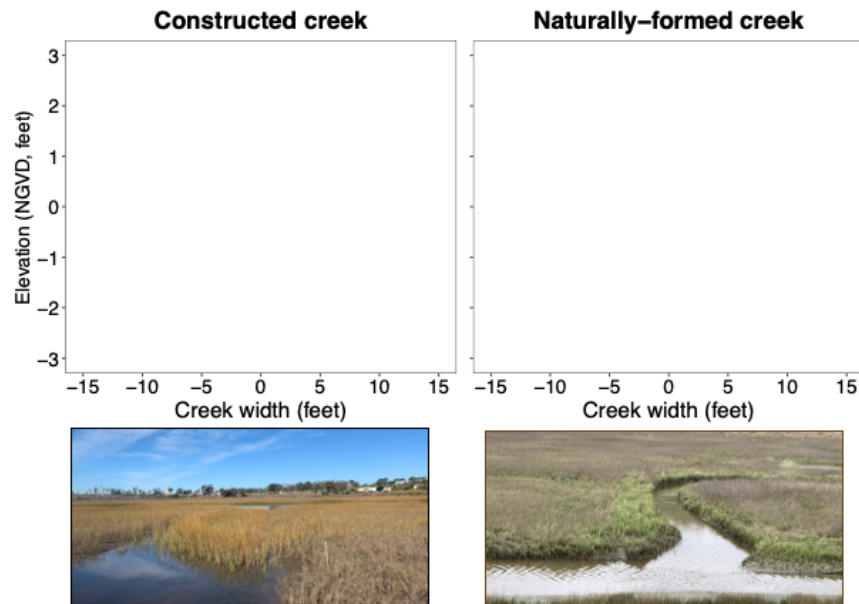 Constructed creek
Naturally–formed creek
Elevation (NGVD, feet)
3
2
1
0
−1
−2
−3
−15 −10 −5 0 5 10 15
−15 −10 −5 0 5 10 15
Creek width (feet)
Creek width (feet)